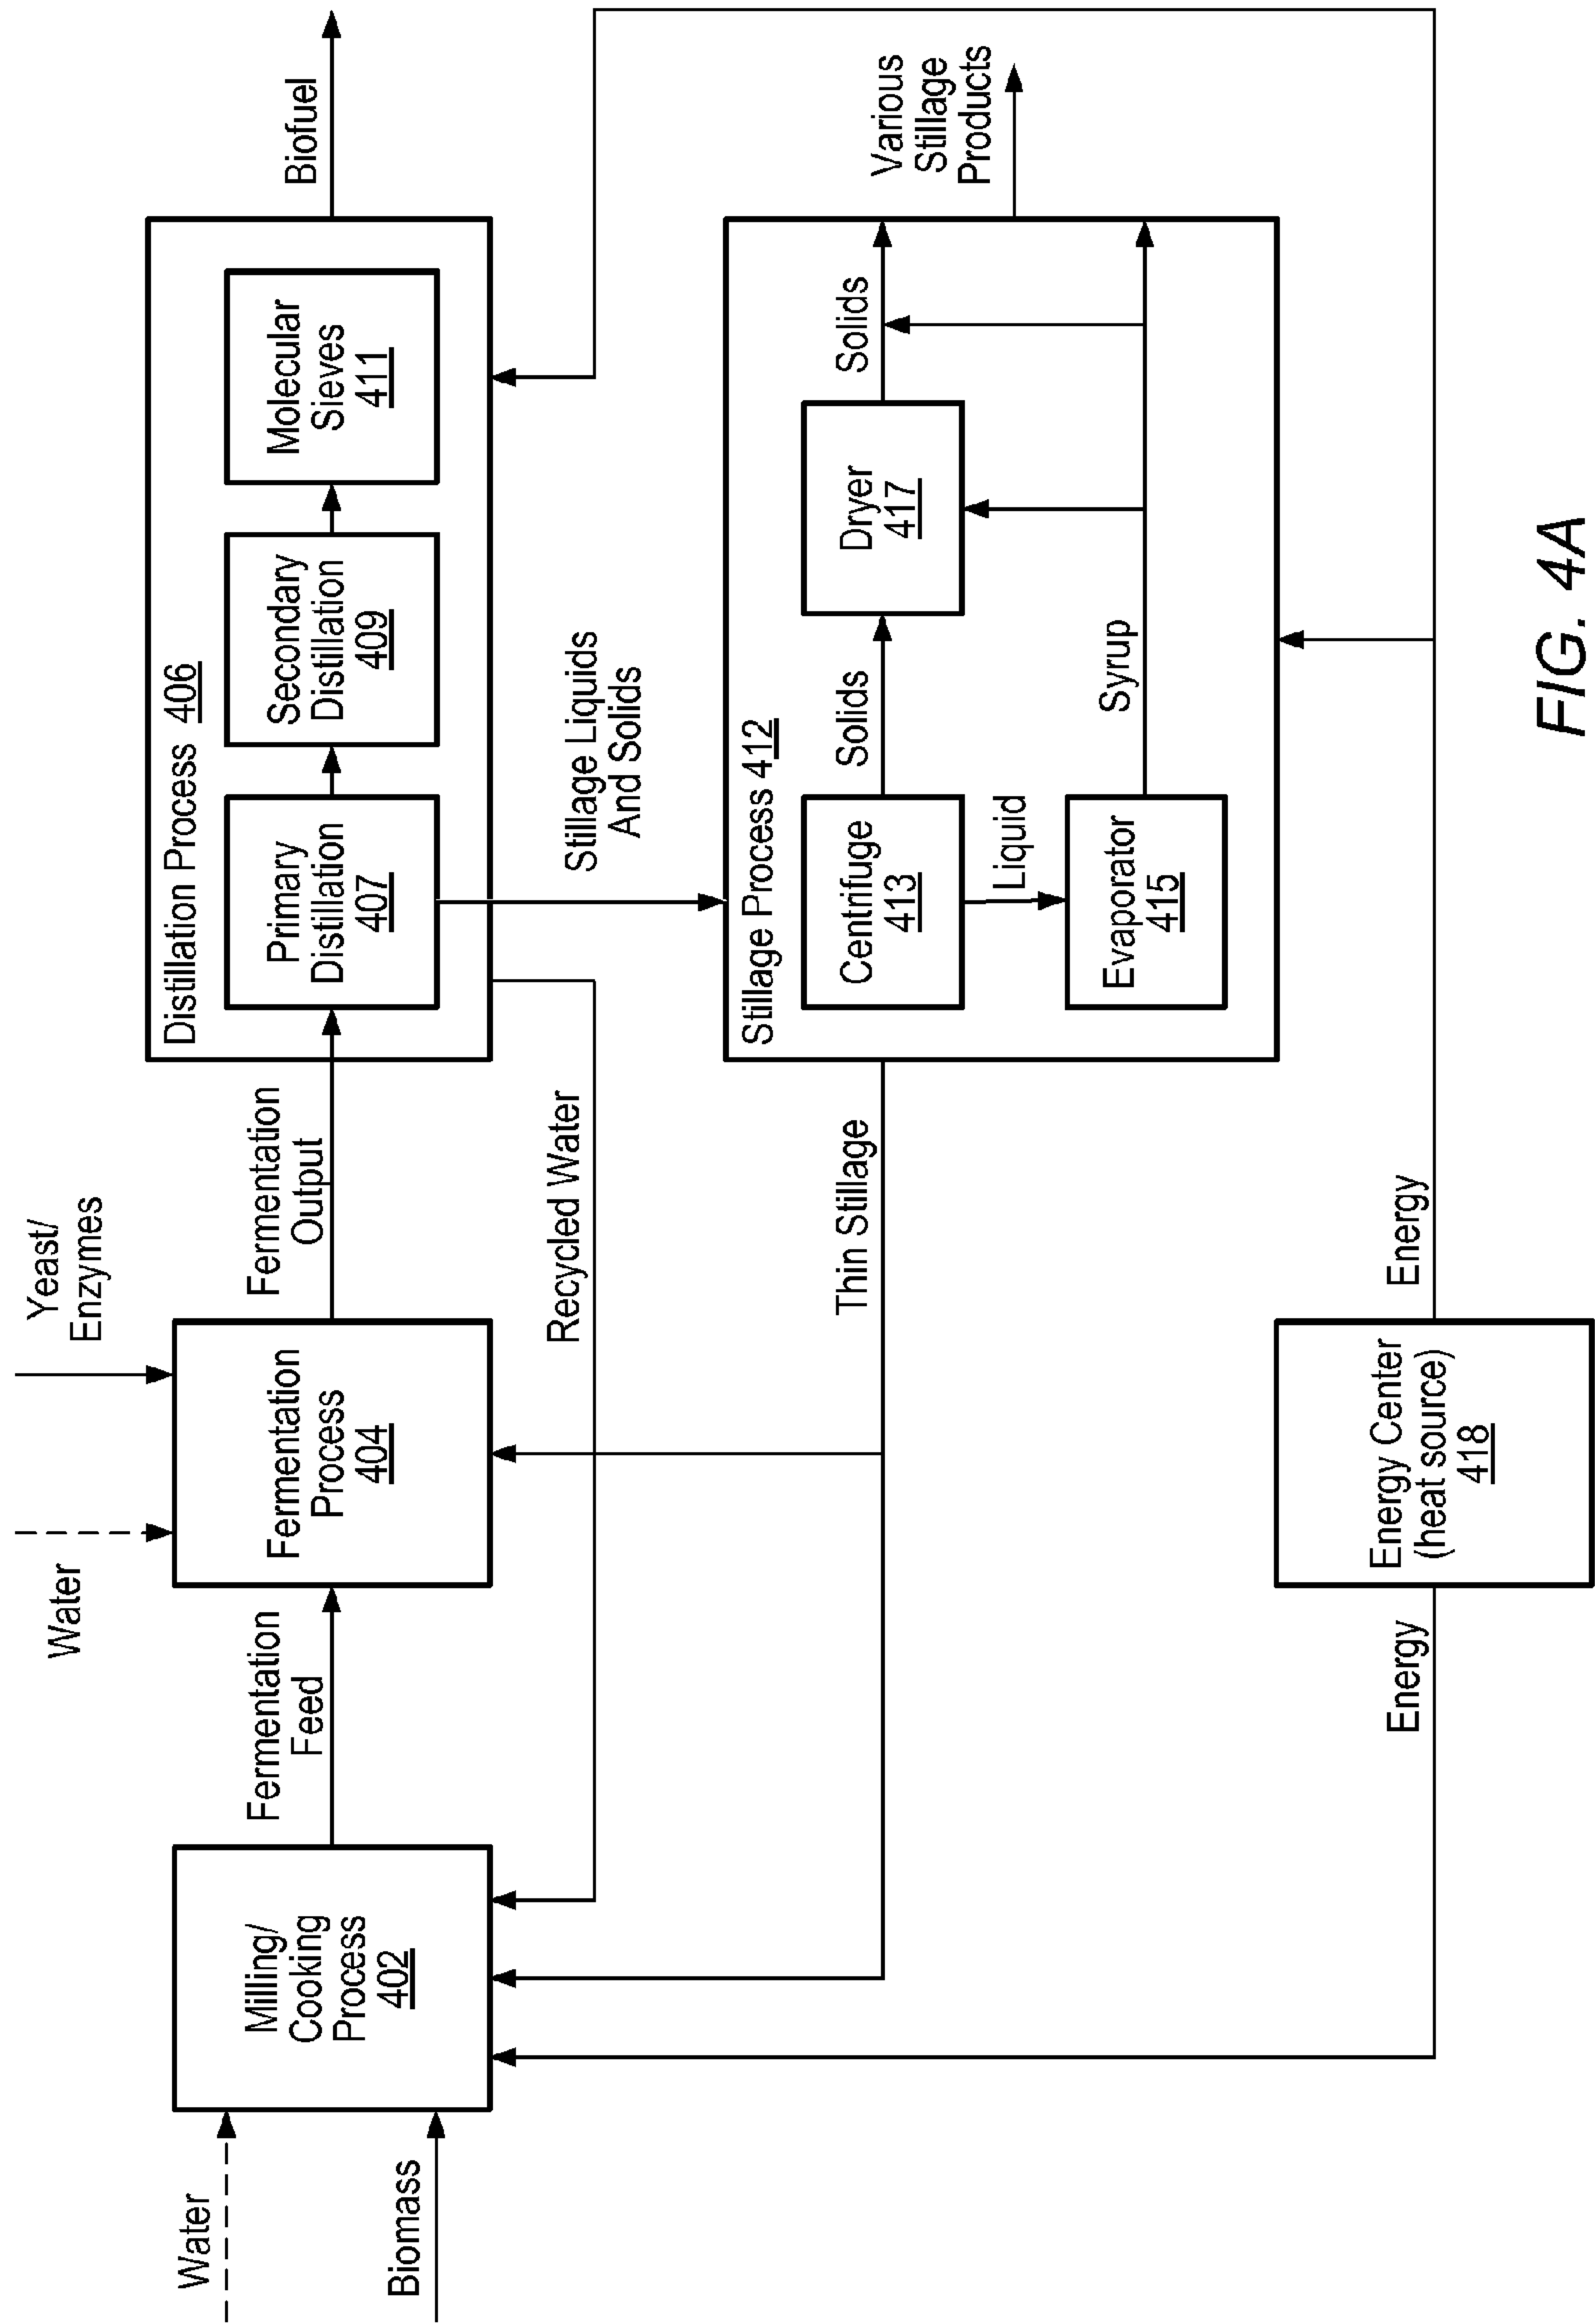 Water
Biomass
Milling/
Cooking
Process
402
Fermentation
Feed
Water
Yeast/
Enzymes
Fermentation
Process
404
Fermentation
Output
Distillation Process 406
Primary
Distillation
407
Secondary
Distillation
409
Molecular
Sieves
411
Biofuel
Recycled Water
Stillage Liquids
And Solids
Thin Stillage
Stillage Process 412
Centrifuge
413
Solids
Dryer
417
Solids
Liquid
Evaporator
415
Syrup
Various
Stillage
Products
Energy
Energy Center
(heat source)
418
Energy
FIG. 4A